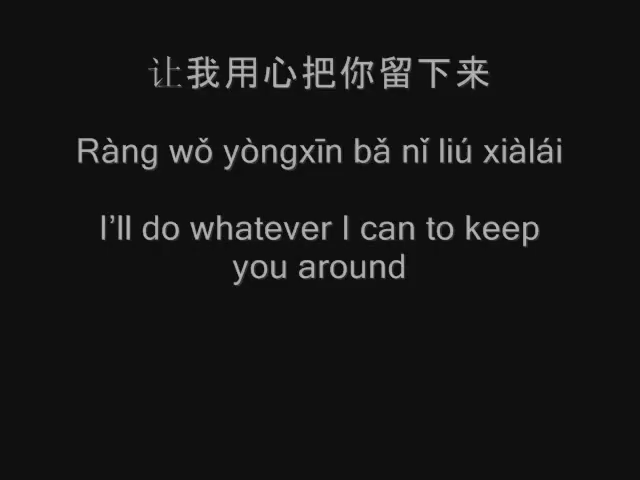 让我用心把你留下来
Ràng wǒ yòngxīn bǎ nǐ liú xiàlái
I’ll do whatever I can to keep
you around